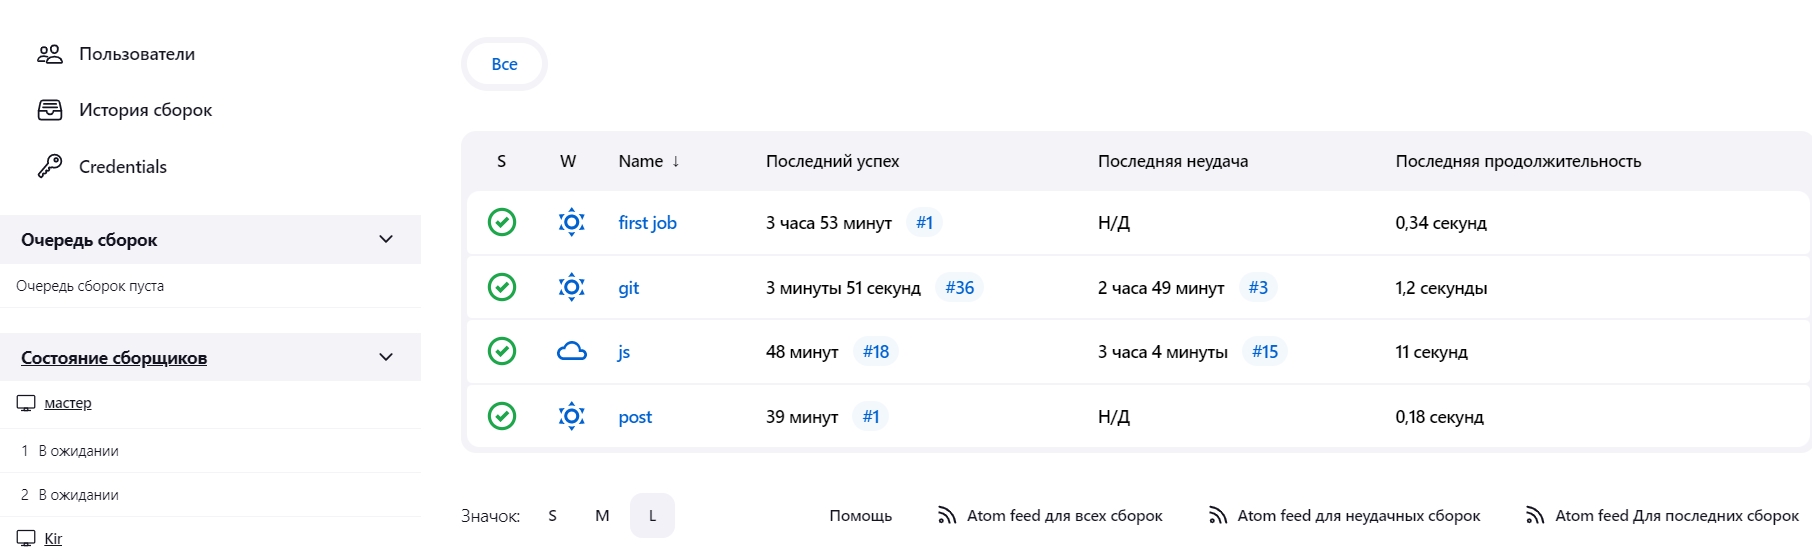 Пользователи
История сборок
Credentials
Очередь сборок
Очередь сборок пуста
Состояние сборщиков
мастер
1 В ожидании
2 В ожидании
Kir
Все
S W Name ↓ Последний успех Последняя неудача Последняя продолжительность
first job 3 часа 53 минут #1 Н/Д 0,34 секунд
git 3 минуты 51 секунд #36 2 часа 49 минут #3 1,2 секунды
js 48 минут #18 3 часа 4 минуты #15 11 секунд
post 39 минут #1 Н/Д 0,18 секунд
Значок: S M L Помощь Atom feed для всех сборок Atom feed для неудачных сборок Atom feed Для последних сборок